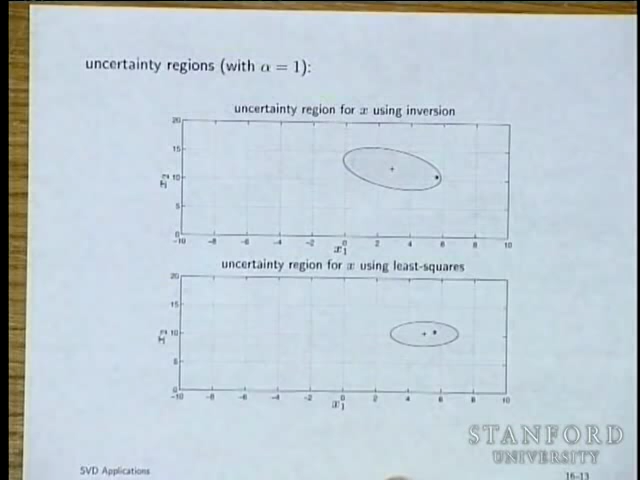 uncertainty regions (with α = 1):
uncertainty region for x using inversion
20
15
10
5
0
x2
-10 -8 -6 -4 -2 0 2 4 6 8 10
x1
uncertainty region for x using least-squares
20
15
10
5
0
x2
-10 -8 -6 -4 -2 0 2 4 6 8 10
x1
STANFORD
UNIVERSITY
SVD Applications
16–13